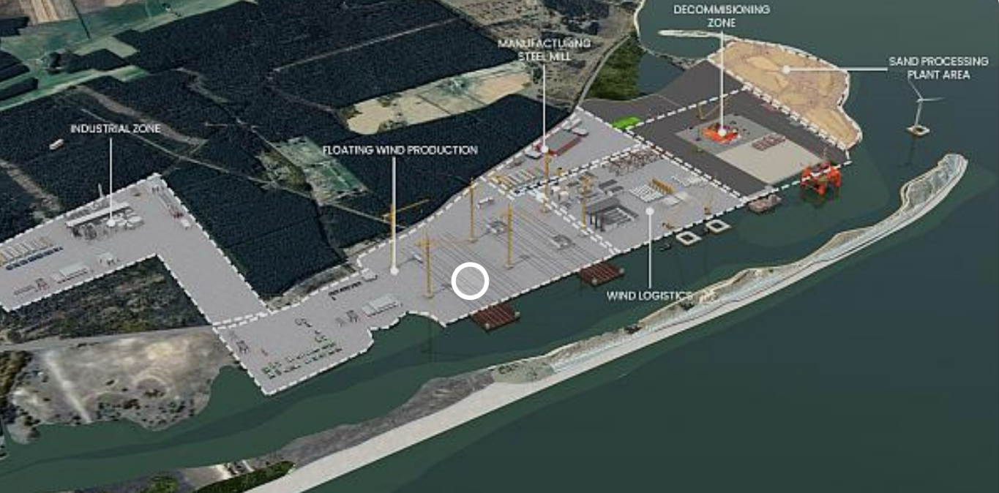 DECOMMISIONING
ZONE
MANUFACTURING
STEEL MILL
SAND PROCESSING
PLANT AREA
INDUSTRIAL ZONE
FLOATING WIND PRODUCTION
WIND LOGISTICS